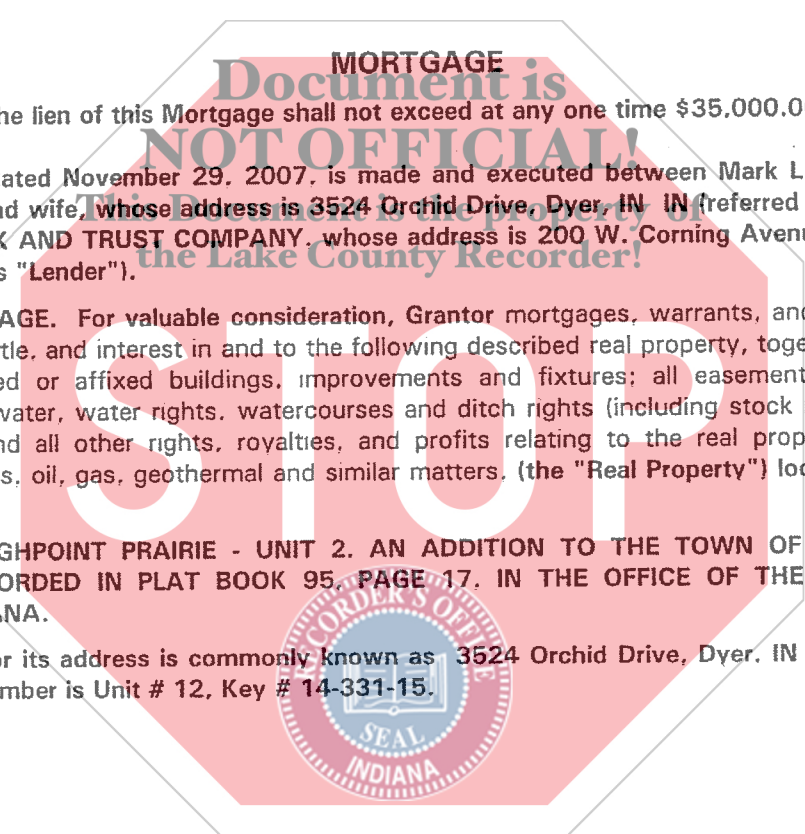 MORTGAGE
Document is
he lien of this Mortgage shall not exceed at any one time $35,000.0
NOT OFFICIAL!
ated November 29, 2007, is made and executed between Mark L
nd wife, whose address is 3524 Orchid Drive, Dyer, IN IN (referred
This Document is the property of
K AND TRUST COMPANY, whose address is 200 W. Corning Avenu
the Lake County Recorder!
s "Lender").
AGE. For valuable consideration, Grantor mortgages, warrants, and
tle, and interest in and to the following described real property, toge
ed or affixed buildings, improvements and fixtures; all easement
vater, water rights, watercourses and ditch rights (including stock
nd all other rights, royalties, and profits relating to the real prop
s, oil, gas, geothermal and similar matters, (the "Real Property") loc
STOP
GHPOINT PRAIRIE - UNIT 2, AN ADDITION TO THE TOWN OF
ORDED IN PLAT BOOK 95, PAGE 17, IN THE OFFICE OF THE
ANA.
or its address is commonly known as 3524 Orchid Drive, Dyer, IN
mber is Unit # 12, Key # 14-331-15.
RECORDER'S OFFICE
SEAL
INDIANA